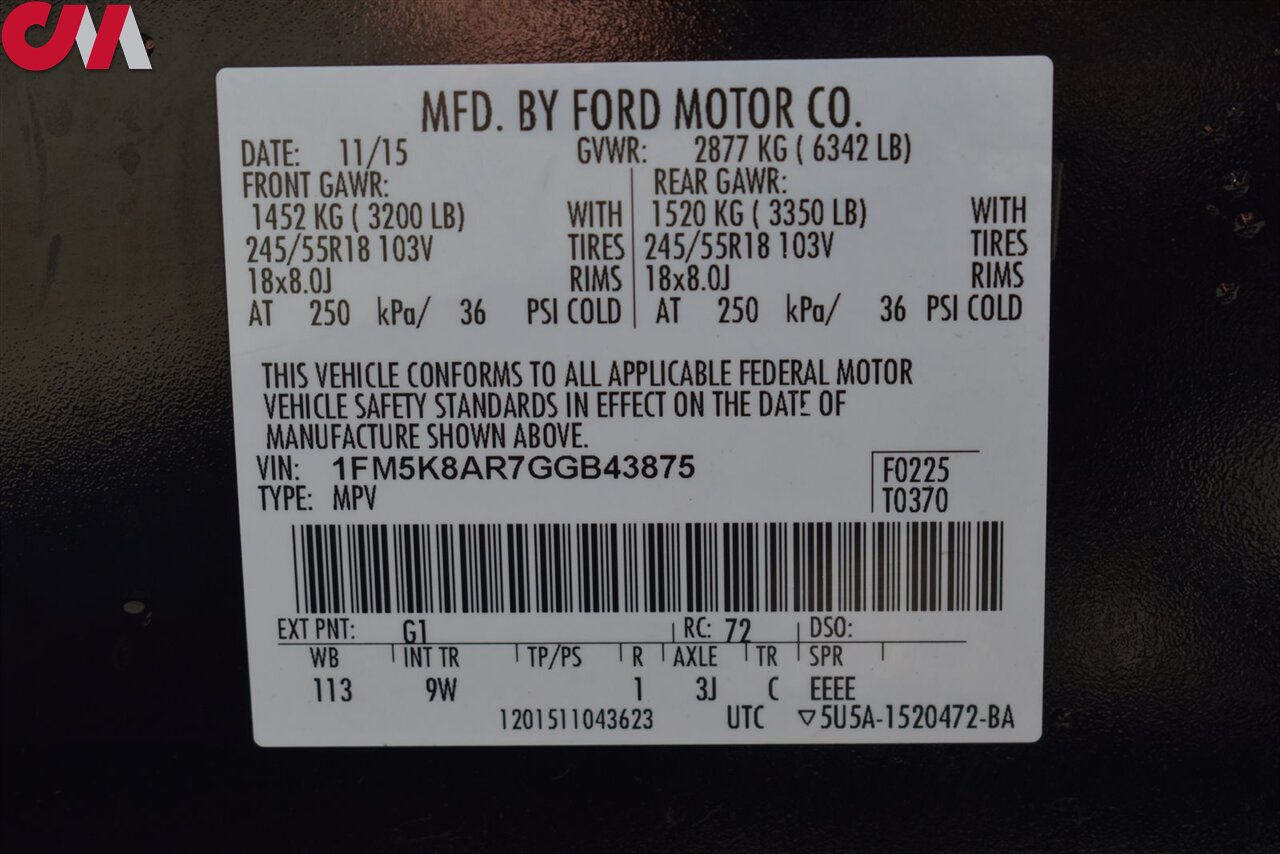 CM
MFD. BY FORD MOTOR CO.
DATE: 11/15 GVWR: 2877 KG ( 6342 LB)
FRONT GAWR: REAR GAWR:
1452 KG ( 3200 LB) WITH 1520 KG ( 3350 LB) WITH
245/55R18 103V TIRES 245/55R18 103V TIRES
18x8.0J RIMS 18x8.0J RIMS
AT 250 kPa/ 36 PSI COLD AT 250 kPa/ 36 PSI COLD
THIS VEHICLE CONFORMS TO ALL APPLICABLE FEDERAL MOTOR
VEHICLE SAFETY STANDARDS IN EFFECT ON THE DATE OF
MANUFACTURE SHOWN ABOVE.
VIN: 1FM5K8AR7GGB43875 F0225
TYPE: MPV T0370
EXT PNT: G1 RC: 72 DSO:
WB INT TR TP/PS R AXLE TR SPR
113 9W 1 3J C EEEE
1201511043623 UTC ▽5U5A-1520472-BA